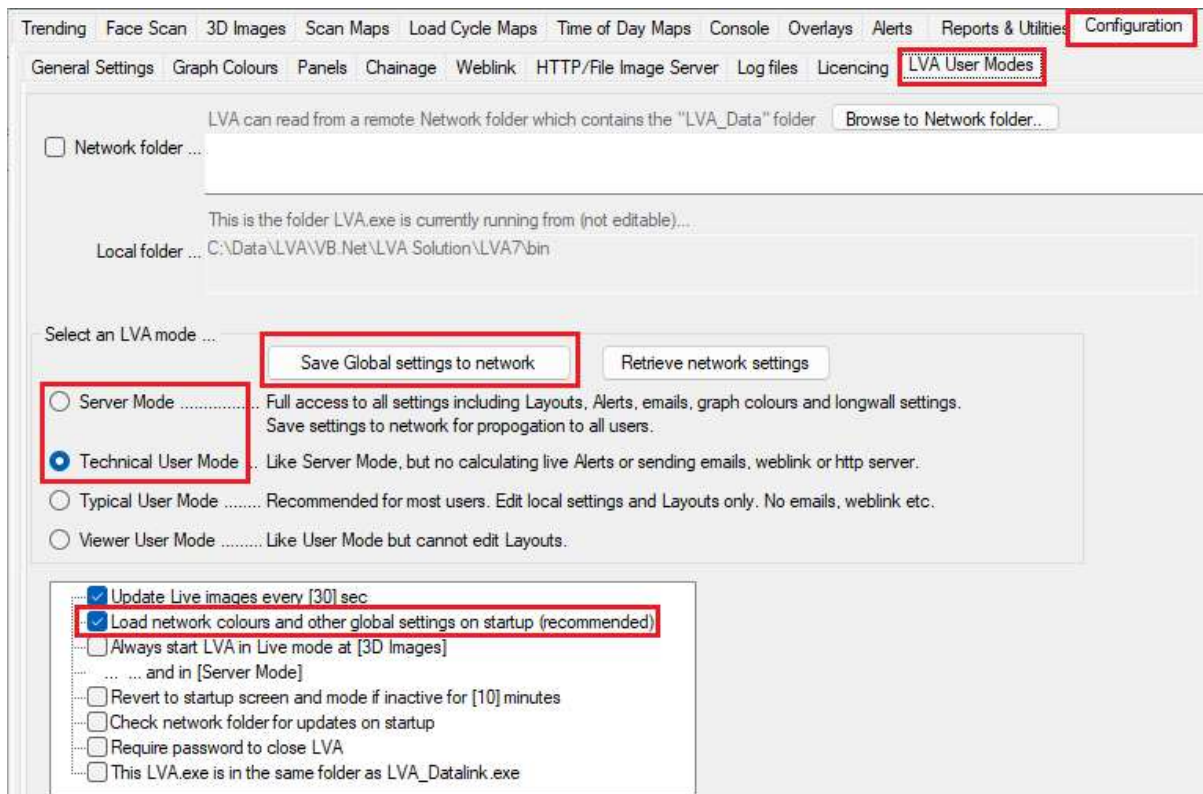 Trending Face Scan 3D Images Scan Maps Load Cycle Maps Time of Day Maps Console Overlays Alerts Reports & Utilities Configuration
General Settings Graph Colours Panels Chainage Weblink HTTP/File Image Server Log files Licencing LVA User Modes
LVA can read from a remote Network folder which contains the "LVA_Data" folder Browse to Network folder..
Network folder ...
This is the folder LVA.exe is currently running from (not editable)...
Local folder ... C:\Data\LVA\VB.Net\LVA Solution\LVA7\bin
Select an LVA mode ...
Save Global settings to network Retrieve network settings
Server Mode .................. Full access to all settings including Layouts, Alerts, emails, graph colours and longwall settings.
Save settings to network for propogation to all users.
Technical User Mode .. Like Server Mode, but no calculating live Alerts or sending emails, weblink or http server.
Typical User Mode ........ Recommended for most users. Edit local settings and Layouts only. No emails, weblink etc.
Viewer User Mode ......... Like User Mode but cannot edit Layouts.
Update Live images every [30] sec
Load network colours and other global settings on startup (recommended)
Always start LVA in Live mode at [3D Images]
... ... and in [Server Mode]
Revert to startup screen and mode if inactive for [10] minutes
Check network folder for updates on startup
Require password to close LVA
This LVA.exe is in the same folder as LVA_Datalink.exe